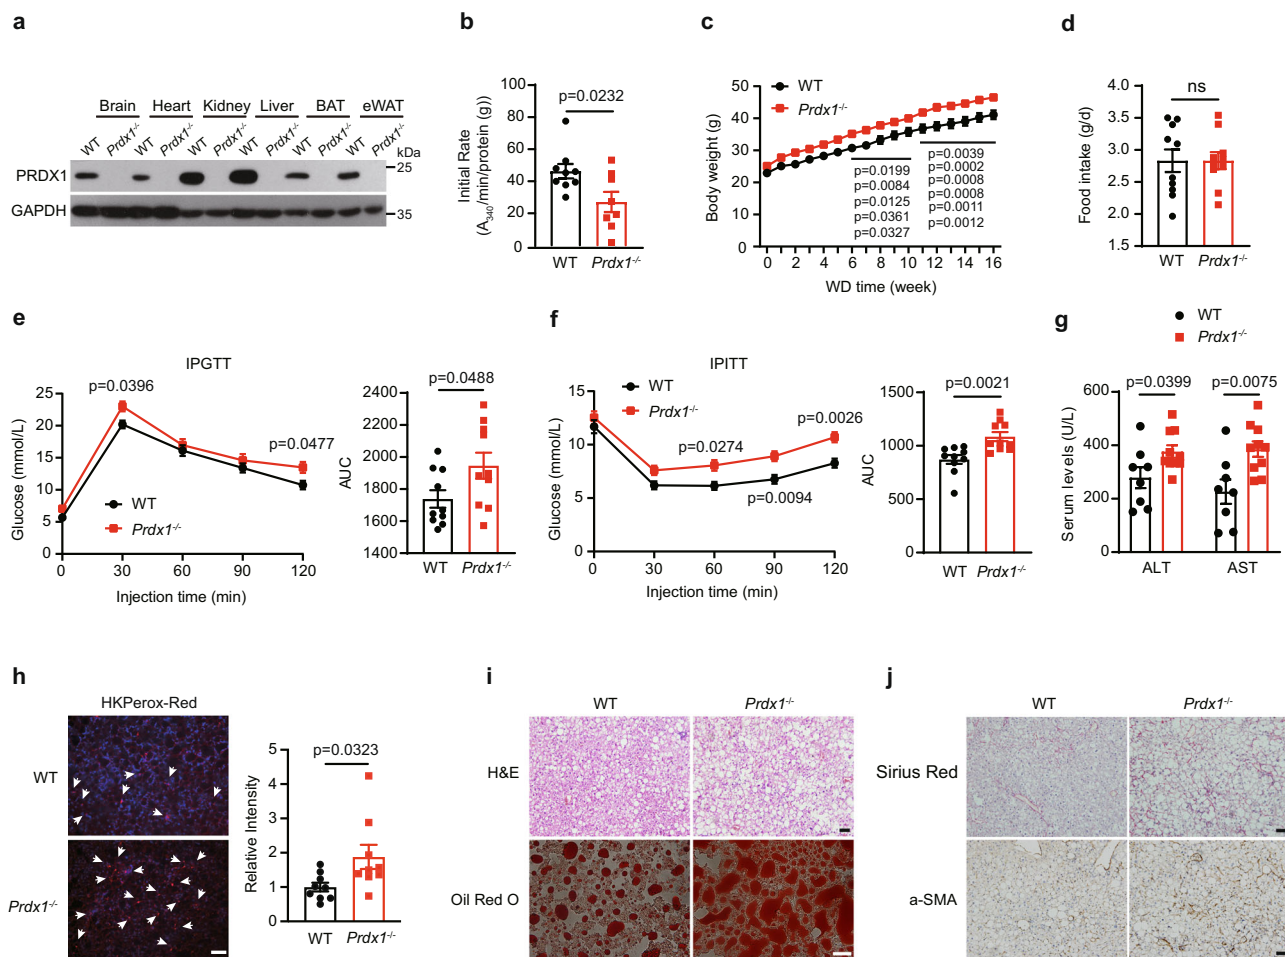 a
Brain Heart Kidney Liver BAT eWAT
WT Prdx1-/- WT Prdx1-/- WT Prdx1-/- WT Prdx1-/- WT Prdx1-/- WT Prdx1-/-
kDa
PRDX1
25
GAPDH
35
b
p=0.0232
Initial Rate
(A340/min/protein (g))
100
80
60
40
20
0
WT Prdx1-/-
c
WT
Prdx1-/-
Body weight (g)
50
40
30
20
10
0
p=0.0199
p=0.0084
p=0.0125
p=0.0361
p=0.0327
p=0.0039
p=0.0002
p=0.0008
p=0.0008
p=0.0011
p=0.0012
0 2 4 6 8 10 12 14 16
WD time (week)
d
ns
Food intake (g/d)
4.0
3.5
3.0
2.5
2.0
1.5
WT Prdx1-/-
e
IPGTT
Glucose (mmol/L)
25
20
15
10
5
0
p=0.0396
p=0.0477
WT
Prdx1-/-
0 30 60 90 120
Injection time (min)
p=0.0488
AUC
2400
2200
2000
1800
1600
1400
WT Prdx1-/-
f
IPITT
Glucose (mmol/L)
15
10
5
0
WT
Prdx1-/-
p=0.0026
p=0.0274
p=0.0094
0 30 60 90 120
Injection time (min)
p=0.0021
AUC
1500
1000
500
0
WT Prdx1-/-
g
WT
Prdx1-/-
Serum levels (U/L)
600
400
200
0
p=0.0399 p=0.0075
ALT AST
h
HKPerox-Red
WT
Prdx1-/-
p=0.0323
Relative Intensity
5
4
3
2
1
0
WT Prdx1-/-
i
WT Prdx1-/-
H&E
Oil Red O
j
WT Prdx1-/-
Sirius Red
a-SMA